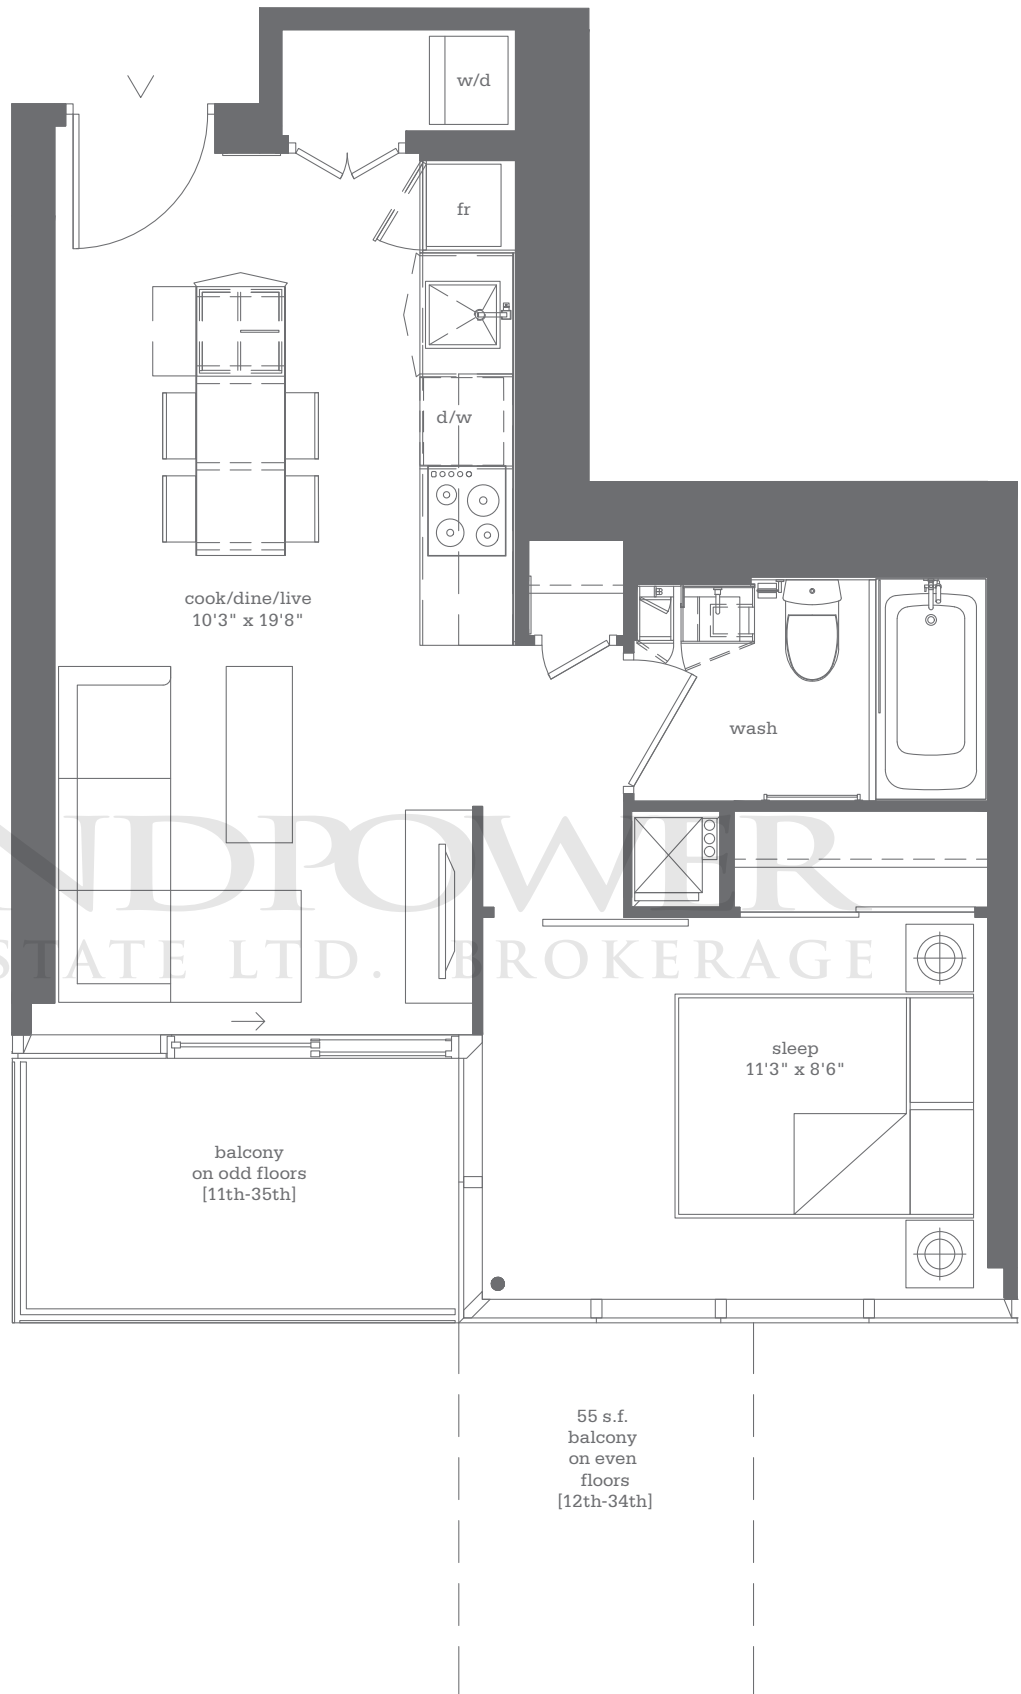 w/d
fr
d/w
cook/dine/live
10'3" x 19'8"
wash
NDPOWER
STATE LTD. BROKERAGE
sleep
11'3" x 8'6"
balcony
on odd floors
[11th-35th]
55 s.f.
balcony
on even
floors
[12th-34th]